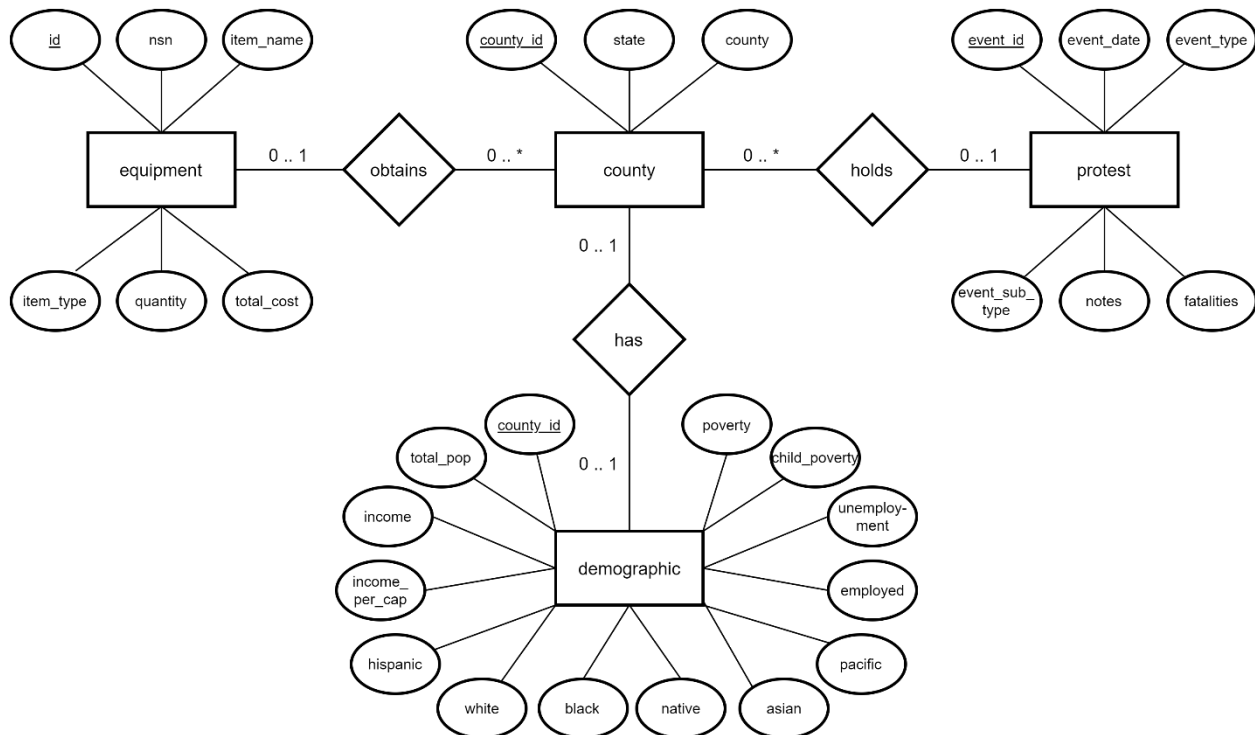 id
nsn
item_name
county_id
state
county
event_id
event_date
event_type
equipment
0 .. 1
obtains
0 .. *
county
0 .. *
holds
0 .. 1
protest
item_type
quantity
total_cost
0 .. 1
event_sub_
type
notes
fatalities
has
county_id
poverty
total_pop
0 .. 1
child_poverty
income
unemploy-
ment
demographic
income_
per_cap
employed
hispanic
pacific
white
black
native
asian